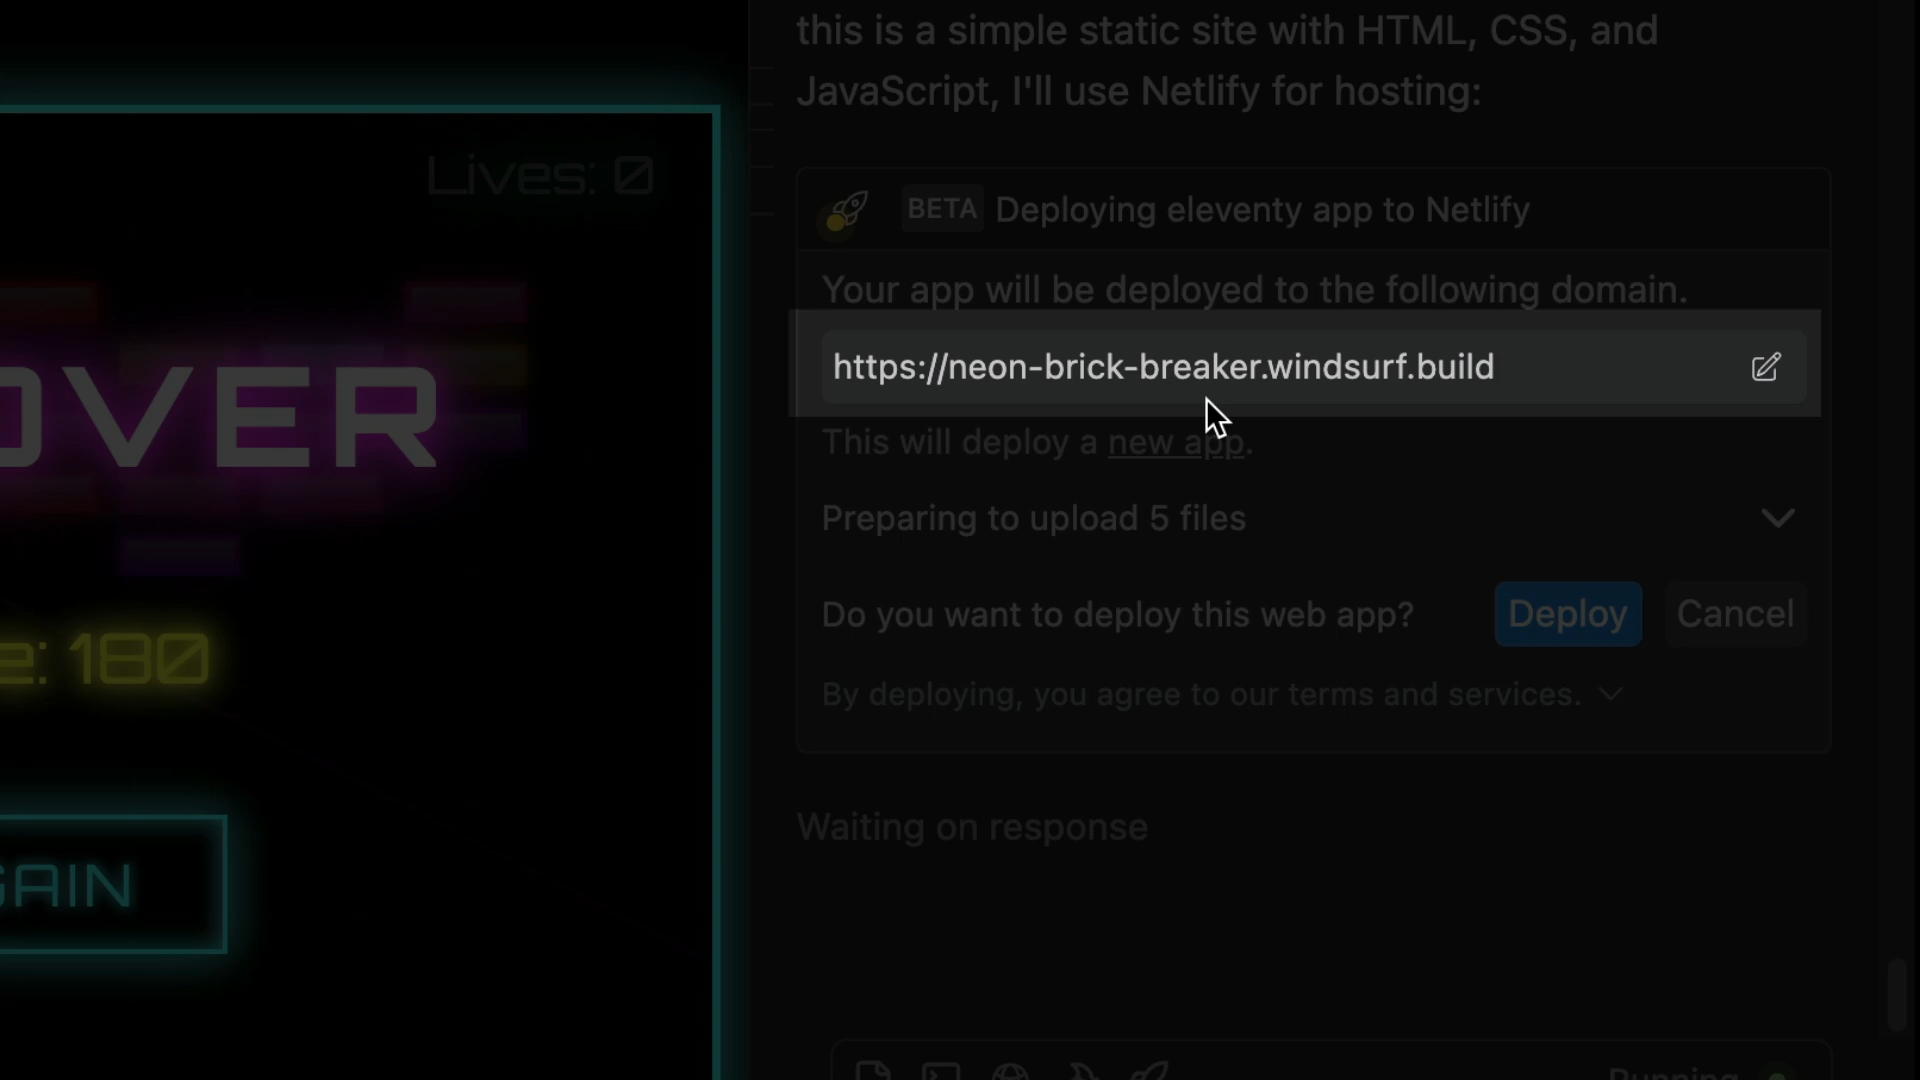 this is a simple static site with HTML, CSS, and
JavaScript, I'll use Netlify for hosting:
Lives: 0
BETA Deploying eleventy app to Netlify
Your app will be deployed to the following domain.
https://neon-brick-breaker.windsurf.build
OVER
This will deploy a new app.
Preparing to upload 5 files
Do you want to deploy this web app? Deploy Cancel
e: 180
By deploying, you agree to our terms and services.
Waiting on response
GAIN
Running